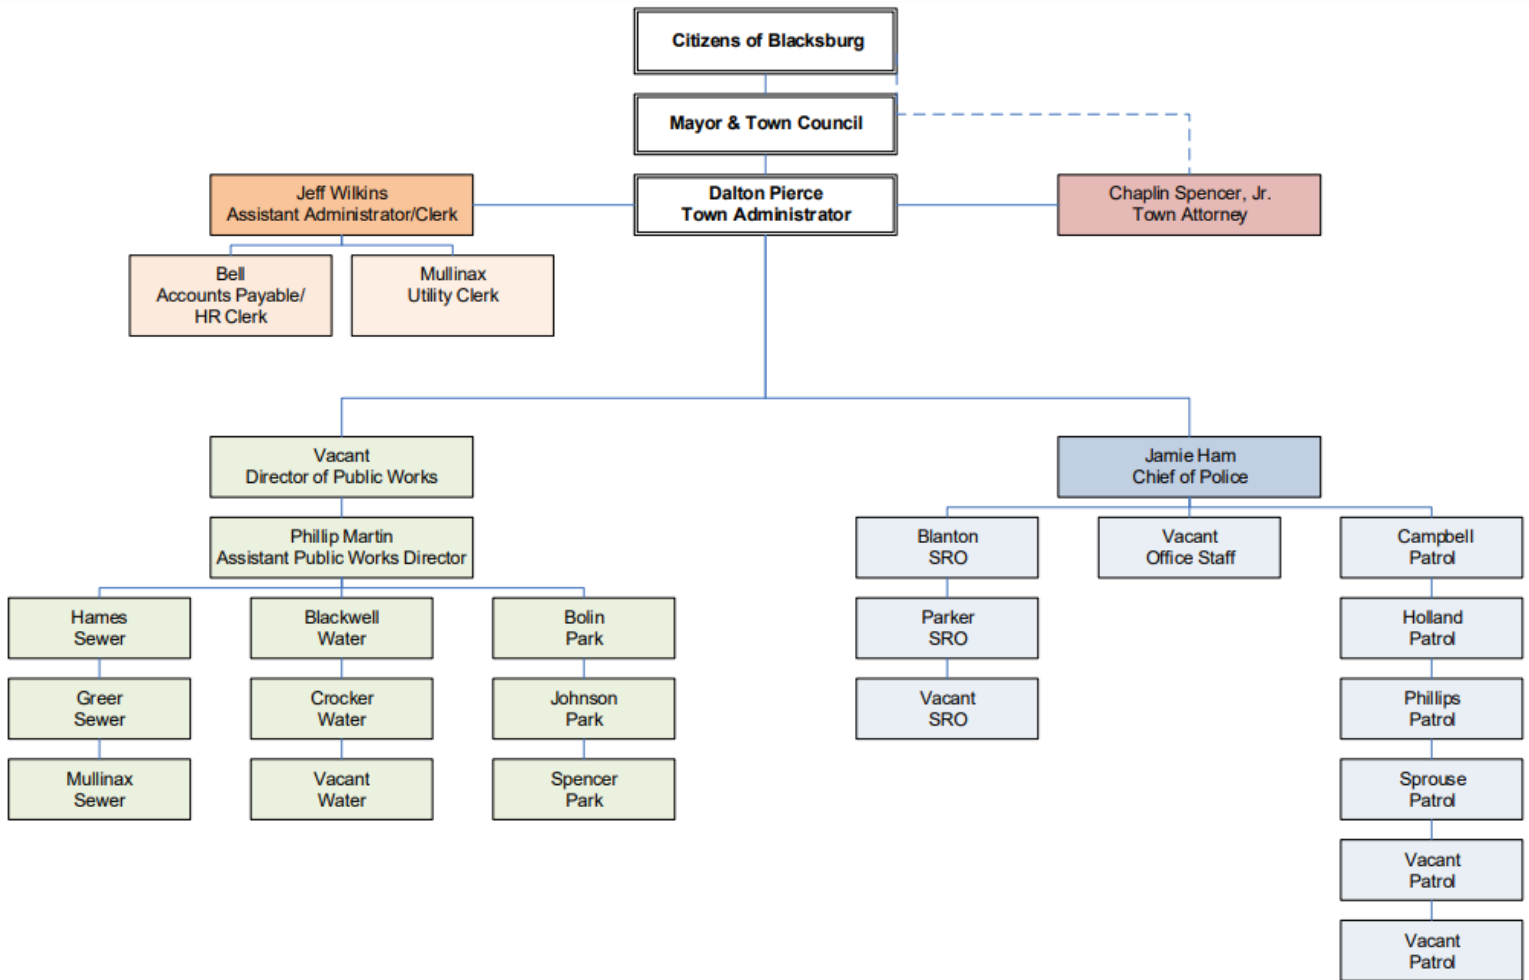 Citizens of Blacksburg
Mayor & Town Council
Jeff Wilkins
Assistant Administrator/Clerk
Dalton Pierce
Town Administrator
Chaplin Spencer, Jr.
Town Attorney
Bell
Accounts Payable/
HR Clerk
Mullinax
Utility Clerk
Vacant
Director of Public Works
Jamie Ham
Chief of Police
Phillip Martin
Assistant Public Works Director
Blanton
SRO
Vacant
Office Staff
Campbell
Patrol
Hames
Sewer
Blackwell
Water
Bolin
Park
Parker
SRO
Holland
Patrol
Greer
Sewer
Crocker
Water
Johnson
Park
Vacant
SRO
Phillips
Patrol
Mullinax
Sewer
Vacant
Water
Spencer
Park
Sprouse
Patrol
Vacant
Patrol
Vacant
Patrol